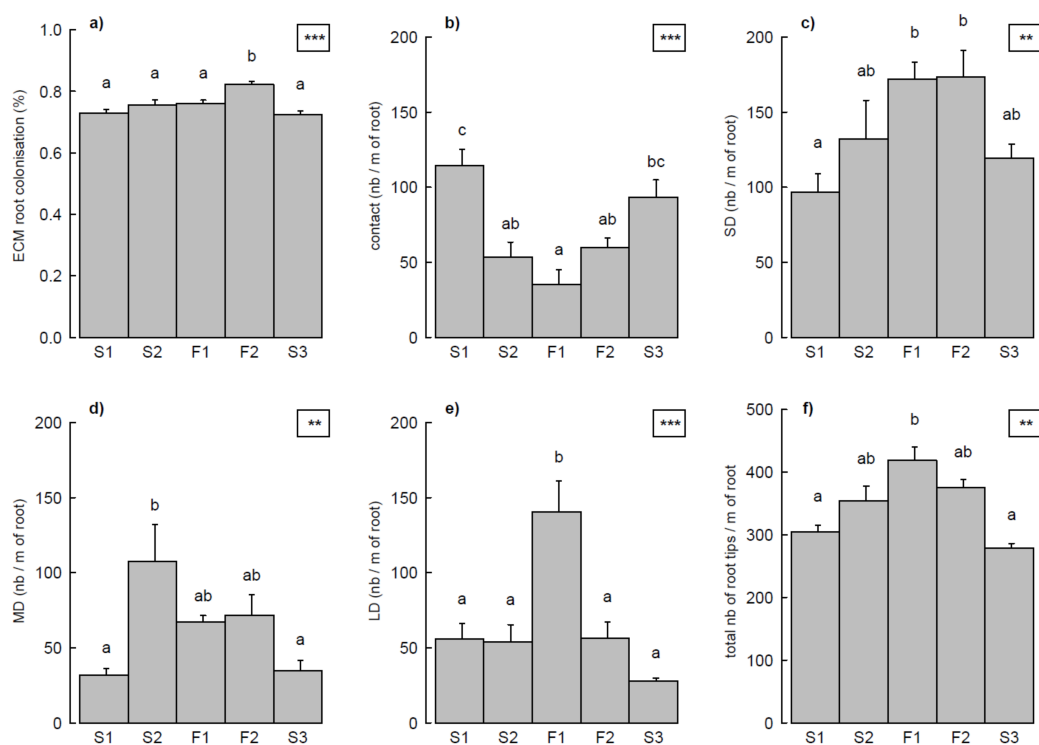 a)
***
ECM root colonisation (%)
1.0
0.8
0.6
0.4
0.2
0.0
a
a
a
b
a
S1 S2 F1 F2 S3
b)
***
contact (nb / m of root)
200
150
100
50
0
c
ab
a
ab
bc
S1 S2 F1 F2 S3
c)
**
SD (nb / m of root)
200
150
100
50
0
a
ab
b
b
ab
S1 S2 F1 F2 S3
d)
**
MD (nb / m of root)
200
150
100
50
0
a
b
ab
ab
a
S1 S2 F1 F2 S3
e)
***
LD (nb / m of root)
200
150
100
50
0
a
a
b
a
a
S1 S2 F1 F2 S3
f)
**
total nb of root tips / m of root)
500
400
300
200
100
0
a
ab
b
ab
a
S1 S2 F1 F2 S3